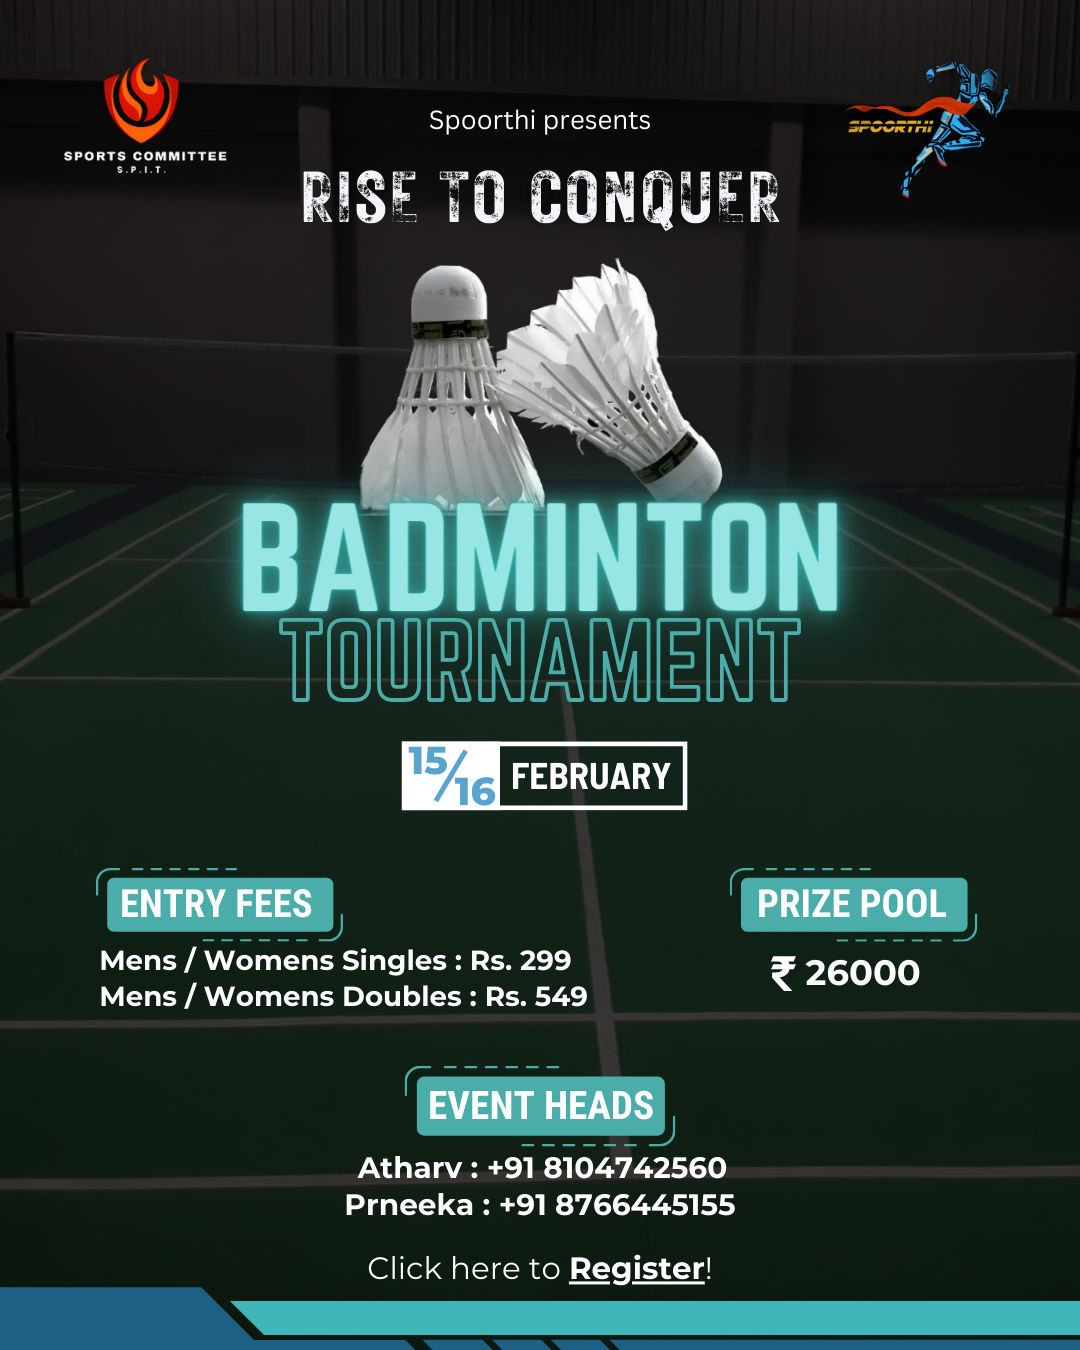 SPORTS COMMITTEE
S.P.I.T.
Spoorthi presents
SPOORTHI
RISE TO CONQUER
BADMINTON
TOURNAMENT
15/16 FEBRUARY
ENTRY FEES
Mens / Womens Singles : Rs. 299
Mens / Womens Doubles : Rs. 549
PRIZE POOL
₹ 26000
EVENT HEADS
Atharv : +91 8104742560
Prneeka : +91 8766445155
Click here to Register!